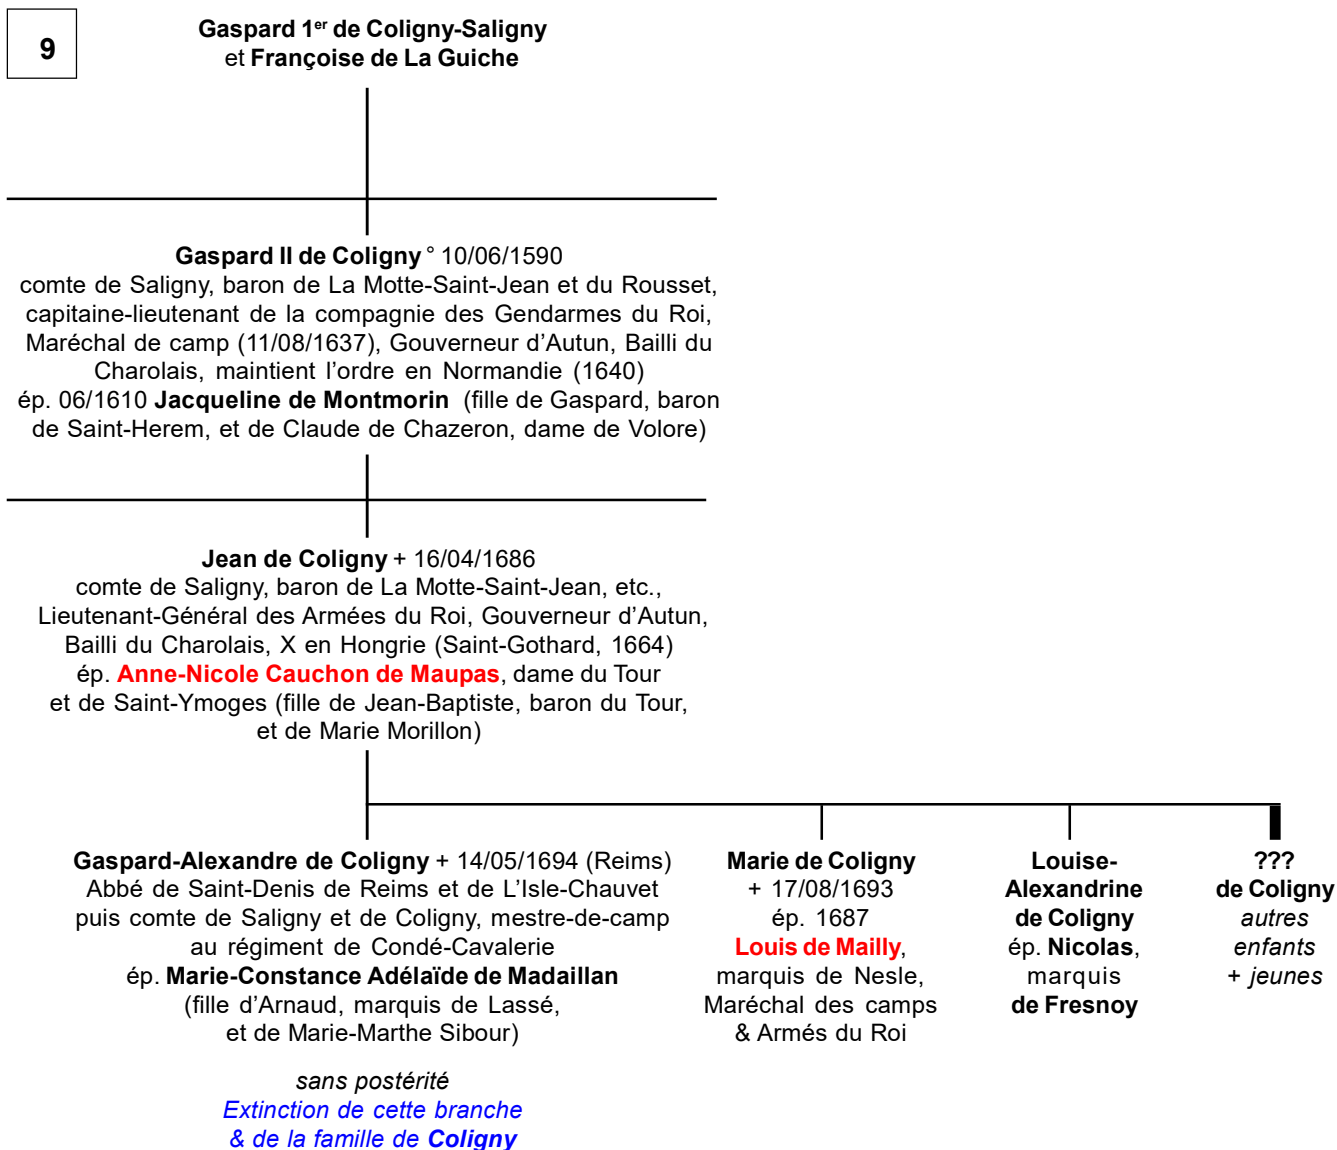 9
Gaspard 1er de Coligny-Saligny
et Françoise de La Guiche
Gaspard II de Coligny ° 10/06/1590
comte de Saligny, baron de La Motte-Saint-Jean et du Rousset,
capitaine-lieutenant de la compagnie des Gendarmes du Roi,
Maréchal de camp (11/08/1637), Gouverneur d'Autun, Bailli du
Charolais, maintient l'ordre en Normandie (1640)
ép. 06/1610 Jacqueline de Montmorin (fille de Gaspard, baron
de Saint-Herem, et de Claude de Chazeron, dame de Volore)
Jean de Coligny + 16/04/1686
comte de Saligny, baron de La Motte-Saint-Jean, etc.,
Lieutenant-Général des Armées du Roi, Gouverneur d'Autun,
Bailli du Charolais, X en Hongrie (Saint-Gothard, 1664)
ép. Anne-Nicole Cauchon de Maupas, dame du Tour
et de Saint-Ymoges (fille de Jean-Baptiste, baron du Tour,
et de Marie Morillon)
Gaspard-Alexandre de Coligny + 14/05/1694 (Reims)
Abbé de Saint-Denis de Reims et de L'Isle-Chauvet
puis comte de Saligny et de Coligny, mestre-de-camp
au régiment de Condé-Cavalerie
ép. Marie-Constance Adélaïde de Madaillan
(fille d'Arnaud, marquis de Lassé,
et de Marie-Marthe Sibour)
sans postérité
Extinction de cette branche
& de la famille de Coligny
Marie de Coligny
+ 17/08/1693
ép. 1687
Louis de Mailly,
marquis de Nesle,
Maréchal des camps
& Armés du Roi
Louise-
Alexandrine
de Coligny
ép. Nicolas,
marquis
de Fresnoy
???
de Coligny
autres
enfants
+ jeunes